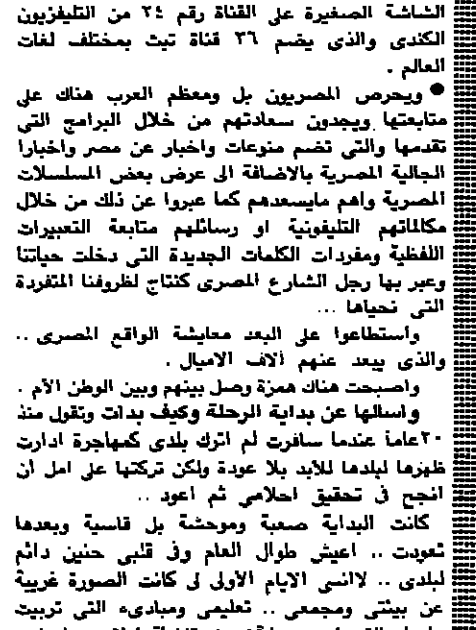 الشاشة الصغيرة على القناة رقم ٢٤ من التليفزيون
الكندى والذى يضم ٣٦ قناة تبث بمختلف لغات
العالم .
● ويحرص المصريون بل ومعظم العرب هناك على
متابعتها ويجدون سعادتهم من خلال البرامج التى
تقدمها والتى تضم منوعات واخبار عن مصر واخبارا
الجالية المصرية بالاضافة الى عرض بعض المسلسلات
المصرية واهم مايسعدهم كما عبروا عن ذلك من خلال
مكالماتهم التليفونية او رسائلهم متابعة التعبيرات
اللفظية ومفردات الكلمات الجديدة التى دخلت حياتنا
وعبر بها رجل الشارع المصرى كنتاج لظروفنا المتفردة
التى نحياها ...
واستطاعوا على البعد معايشة الواقع المصرى ..
والذى يبعد عنهم آلاف الاميال .
واصبحت هناك همزة وصل بينهم وبين الوطن الأم .
واسالها عن بداية الرحلة وكيف بدات وتقول منذ
٢٠عاما عندما سافرت لم اترك بلدى كمهاجرة ادارت
ظهرها لبلدها للأبد بلا عودة ولكن تركتها على امل ان
انجح فى تحقيق احلامى ثم اعود ..
كانت البداية صعبة وموحشة بل قاسية وبعدها
تعودت .. اعيش طوال العام وفى قلبى حنين دائم
لبلدى .. لاانسى الايام الأولى لى كانت الصورة غريبة
عن بيئتى ومجمعى .. تعليمى ومبادىء التى تربيت